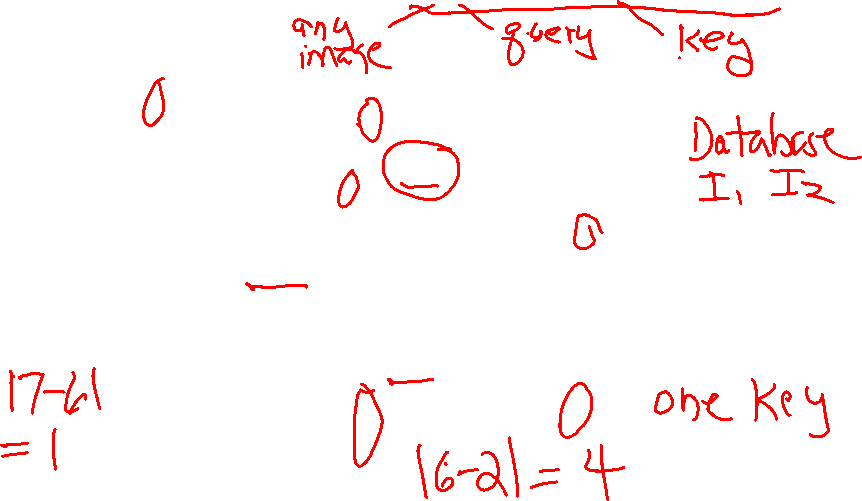 any image
query
key
Database
I₁ I₂
|7-6|
= 1
|6-2| = 4
one key